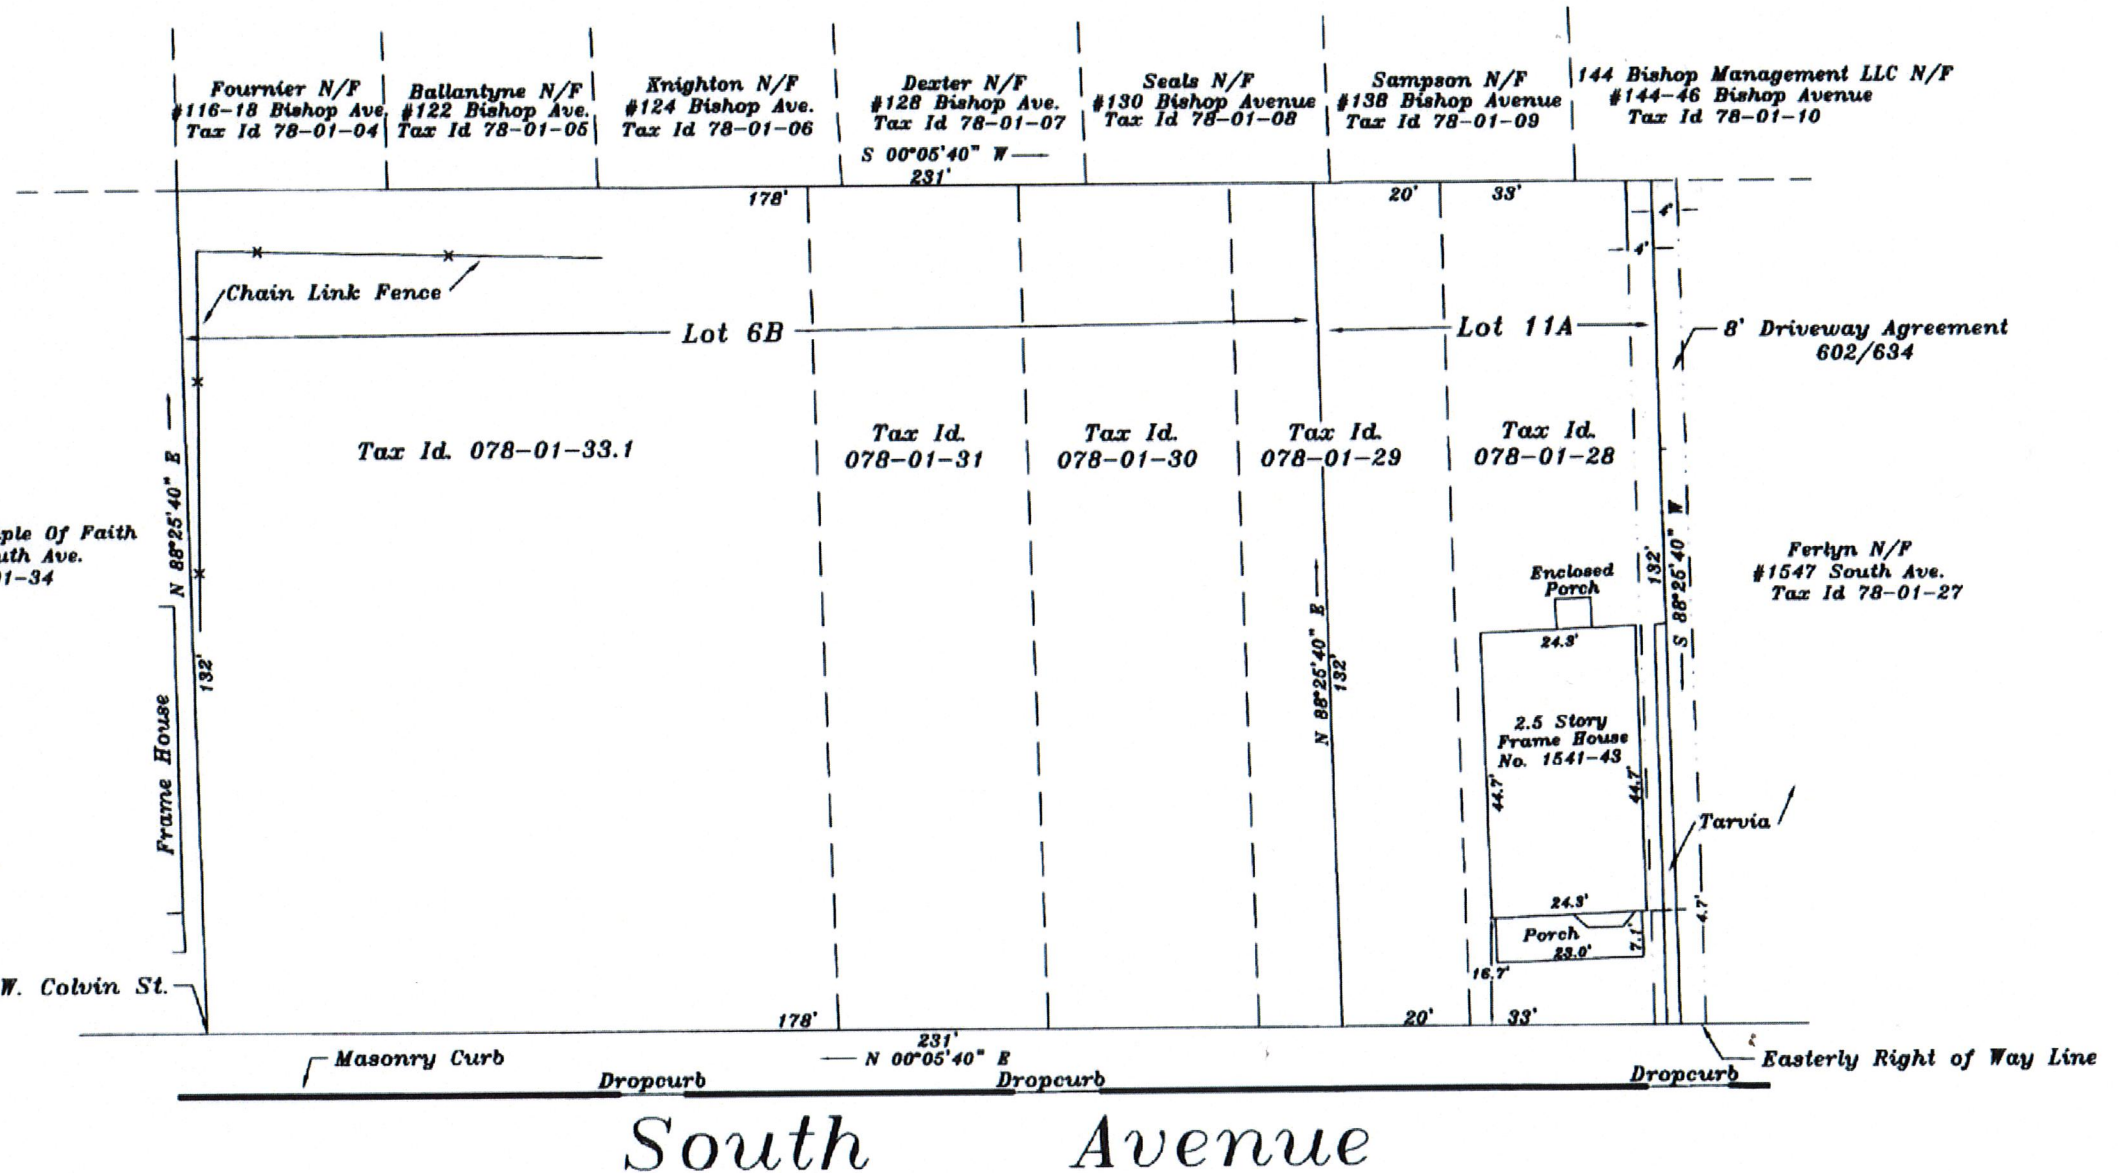 Fournier N/F
#116-18 Bishop Ave.
Tax Id 78-01-04
Ballantyne N/F
#122 Bishop Ave.
Tax Id 78-01-05
Knighton N/F
#124 Bishop Ave.
Tax Id 78-01-06
Dexter N/F
#128 Bishop Ave.
Tax Id 78-01-07
Seals N/F
#130 Bishop Avenue
Tax Id 78-01-08
Sampson N/F
#138 Bishop Avenue
Tax Id 78-01-09
144 Bishop Management LLC N/F
#144-46 Bishop Avenue
Tax Id 78-01-10
S 00°05'40" W
231'
178'
20'
33'
4'
4'
Chain Link Fence
Lot 6B
Lot 11A
8' Driveway Agreement
602/634
Tax Id. 078-01-33.1
Tax Id.
078-01-31
Tax Id.
078-01-30
Tax Id.
078-01-29
Tax Id.
078-01-28
N 88°25'40" E
132'
ple Of Faith
uth Ave.
1-34
Frame House
N 88°25'40" E
132'
132'
S 88°25'40" W
Ferlyn N/F
#1547 South Ave.
Tax Id 78-01-27
Enclosed
Porch
24.3'
2.5 Story
Frame House
No. 1541-43
44.7'
44.7'
Tarvia
24.3'
Porch
23.0'
7.1'
4.7'
16.7'
W. Colvin St.
178'
20'
33'
231'
N 00°05'40" E
Masonry Curb
Easterly Right of Way Line
Dropcurb
Dropcurb
Dropcurb
South Avenue